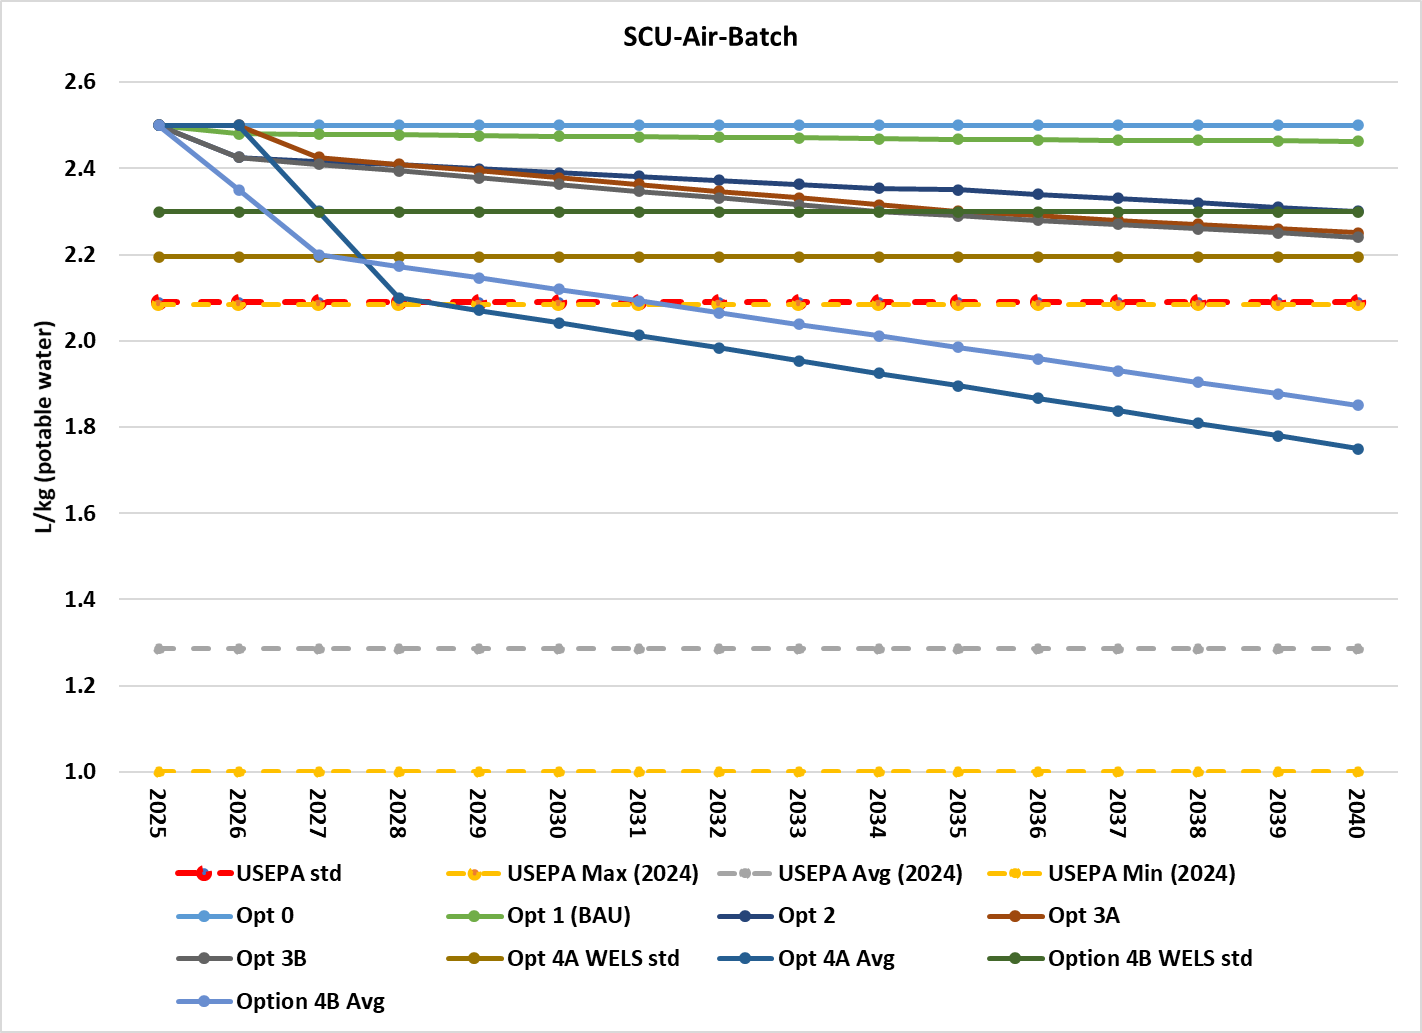 SCU-Air-Batch
L/kg (potable water)
2.6
2.4
2.2
2.0
1.8
1.6
1.4
1.2
1.0
2025
2026
2027
2028
2029
2030
2031
2032
2033
2034
2035
2036
2037
2038
2039
2040
USEPA std
USEPA Max (2024)
USEPA Avg (2024)
USEPA Min (2024)
Opt 0
Opt 1 (BAU)
Opt 2
Opt 3A
Opt 3B
Opt 4A WELS std
Opt 4A Avg
Option 4B WELS std
Option 4B Avg